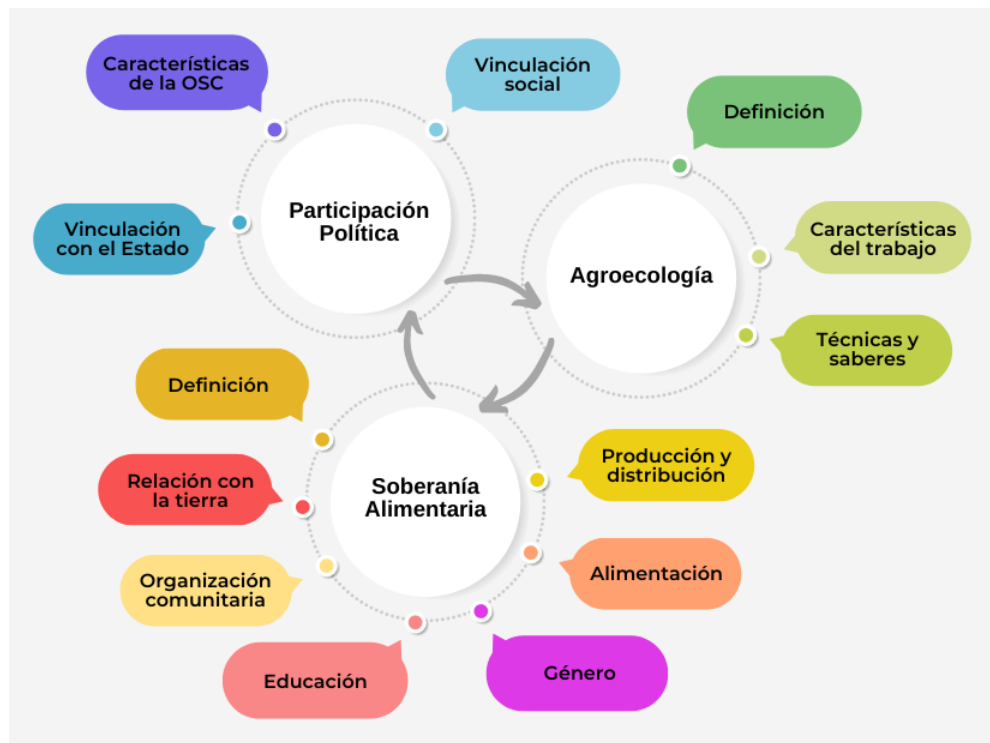 Características
de la OSC
Vinculación
social
Vinculación
con el Estado
Participación
Política
Definición
Características
del trabajo
Técnicas y
saberes
Agroecología
Definición
Relación con
la tierra
Organización
comunitaria
Educación
Soberanía
Alimentaria
Producción y
distribución
Alimentación
Género